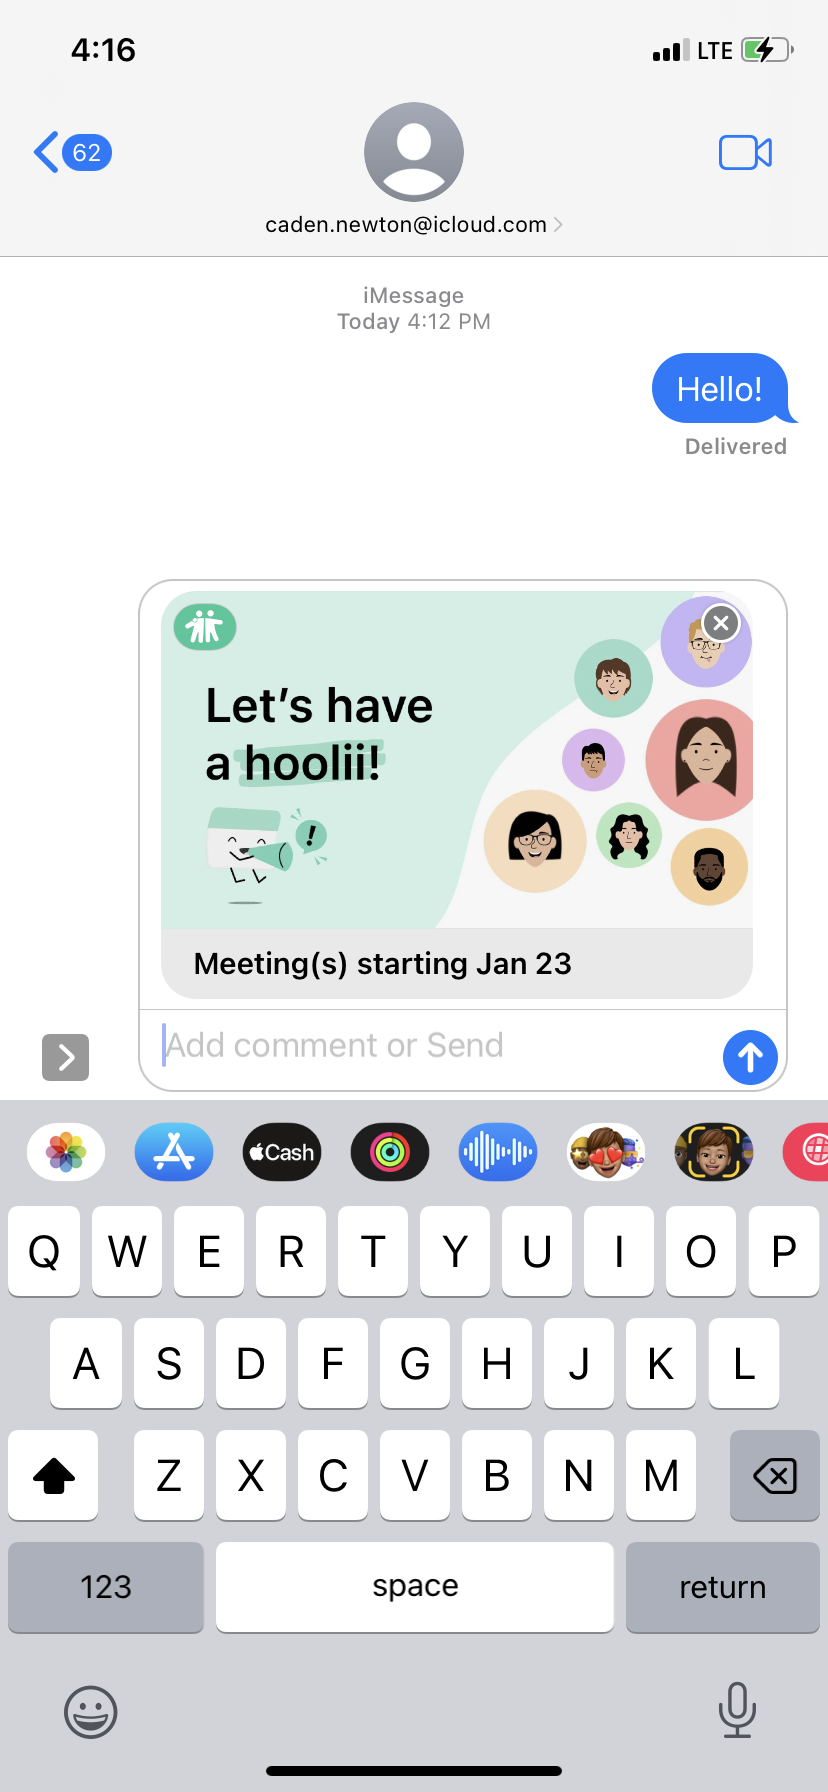 4:16
LTE
62
caden.newton@icloud.com
iMessage
Today 4:12 PM
Hello!
Delivered
Let's have
a hoolii!
!
Meeting(s) starting Jan 23
Add comment or Send
Cash
Q W E R T Y U I O P
A S D F G H J K L
Z X C V B N M
123 space return